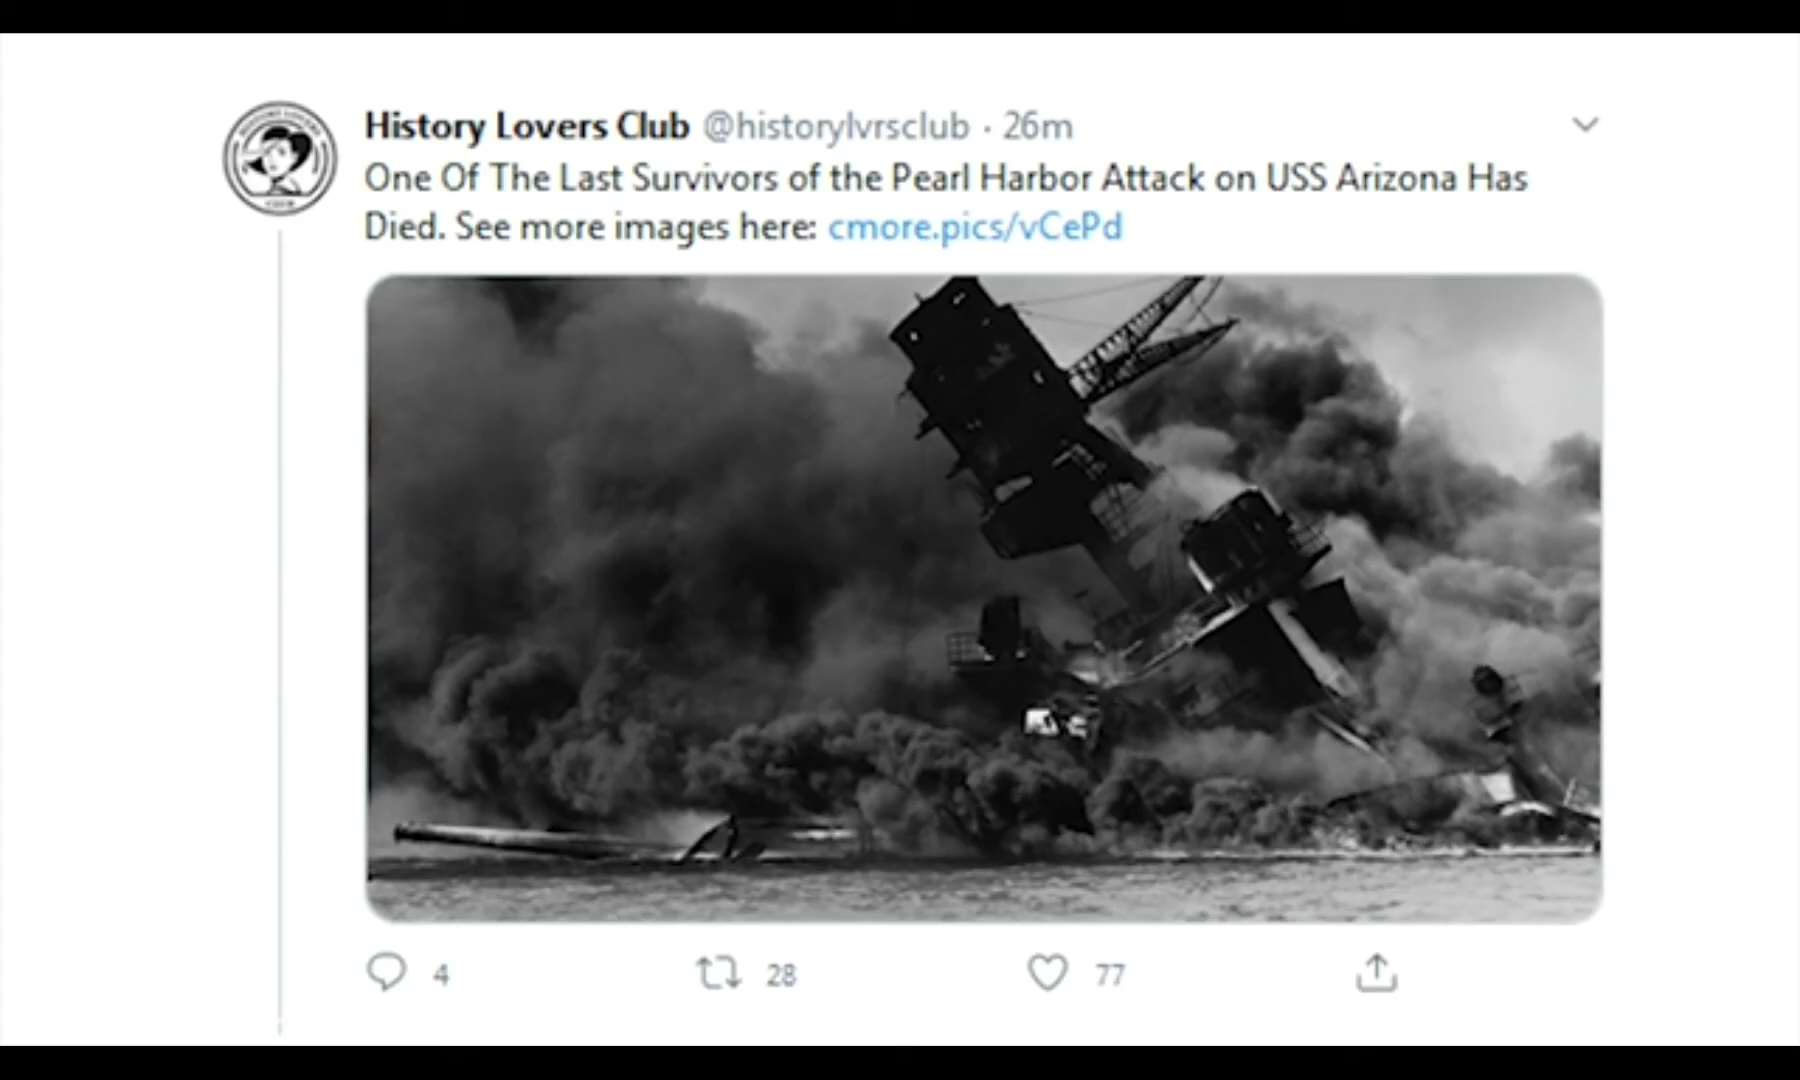 History Lovers Club @historylvrsclub · 26m
One Of The Last Survivors of the Pearl Harbor Attack on USS Arizona Has
Died. See more images here: cmore.pics/vCePd
4 28 77